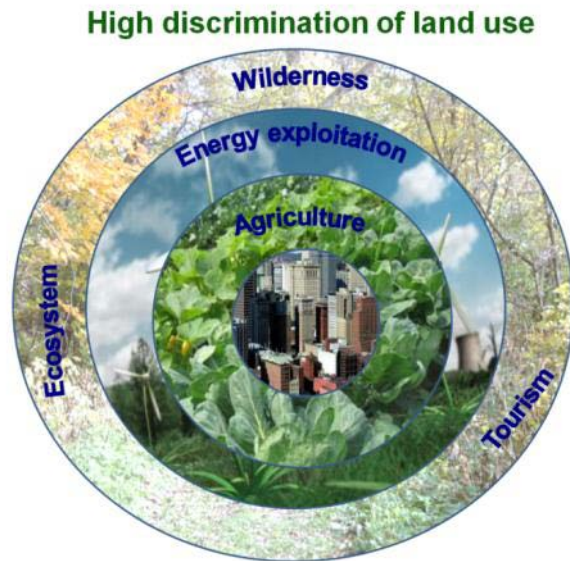 High discrimination of land use
Wilderness
Energy exploitation
Agriculture
Ecosystem
Tourism